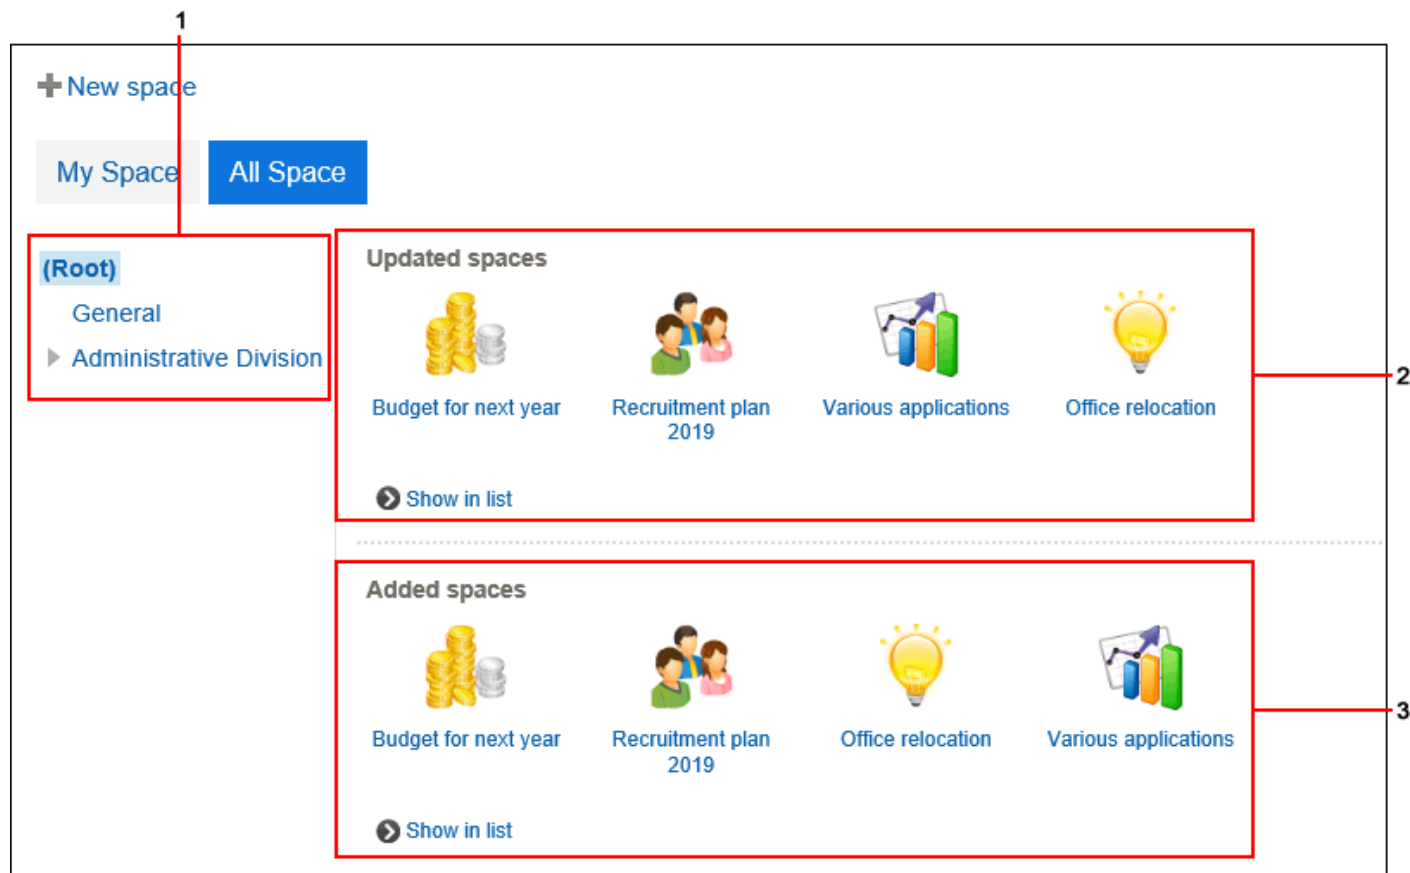 1
New space
My Space
All Space
(Root)
General
Administrative Division
Updated spaces
Budget for next year
Recruitment plan
2019
Various applications
Office relocation
Show in list
2
Added spaces
Budget for next year
Recruitment plan
2019
Office relocation
Various applications
Show in list
3